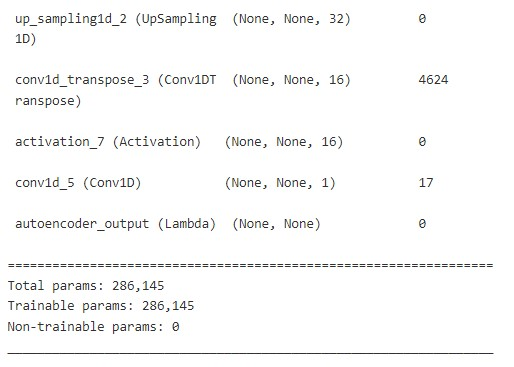 up_sampling1d_2 (UpSampling (None, None, 32) 0
1D)
conv1d_transpose_3 (Conv1DT (None, None, 16) 4624
ranspose)
activation_7 (Activation) (None, None, 16) 0
conv1d_5 (Conv1D) (None, None, 1) 17
autoencoder_output (Lambda) (None, None) 0
=================================================================
Total params: 286,145
Trainable params: 286,145
Non-trainable params: 0
_________________________________________________________________